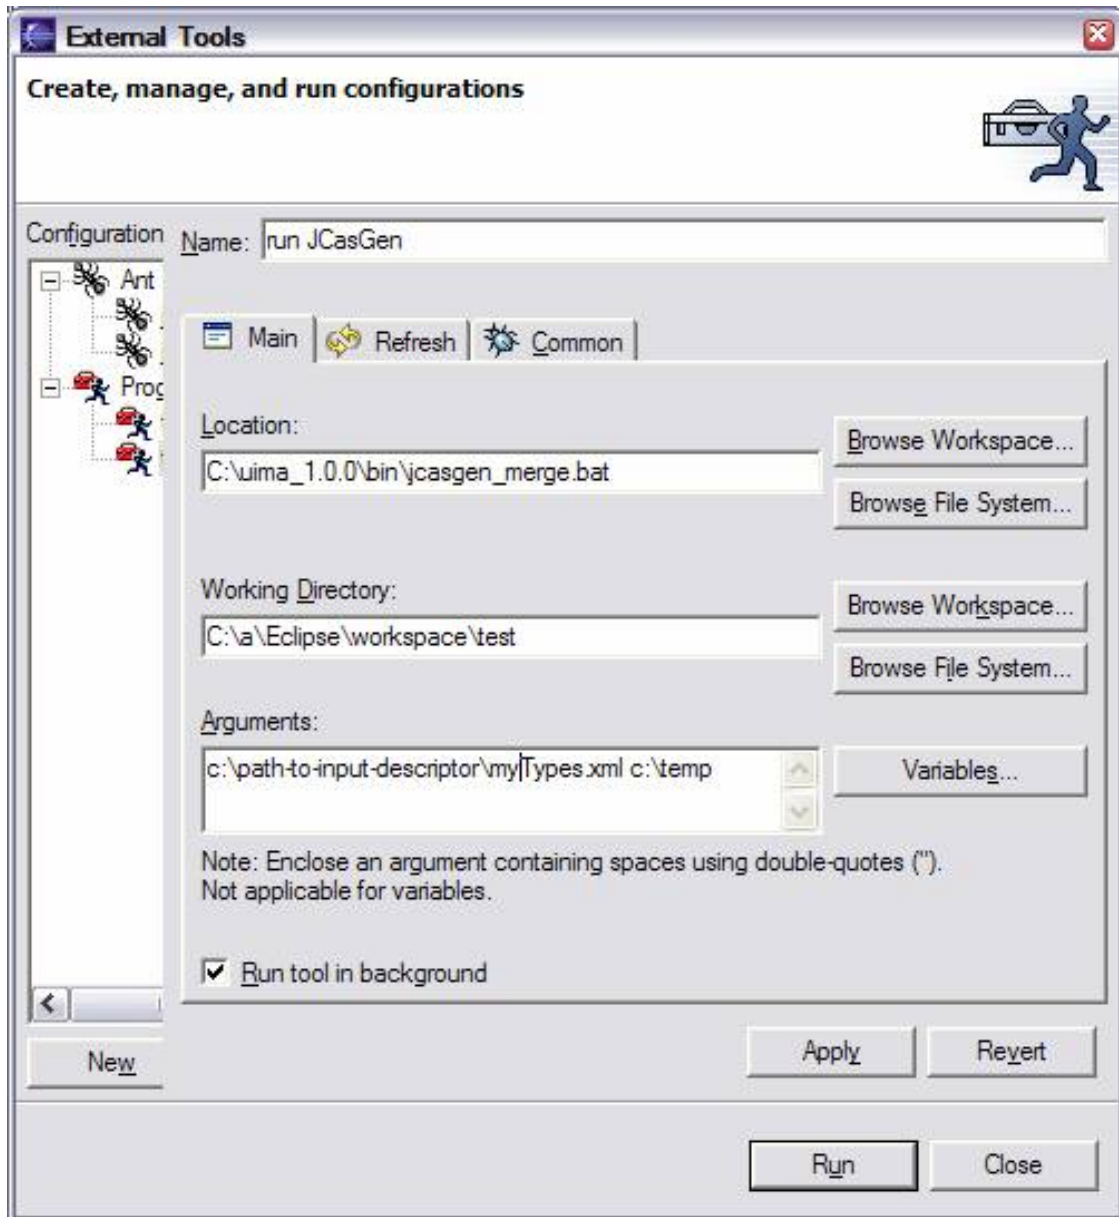 External Tools
Create, manage, and run configurations
Configuration
Name: run JCasGen
Ant
Prog
Main Refresh Common
Location:
C:\uima_1.0.0\bin\jcasgen_merge.bat
Browse Workspace...
Browse File System...
Working Directory:
C:\a\Eclipse\workspace\test
Browse Workspace...
Browse File System...
Arguments:
c:\path-to-input-descriptor\myTypes.xml c:\temp
Variables...
Note: Enclose an argument containing spaces using double-quotes (").
Not applicable for variables.
Run tool in background
New
Apply Revert
Run Close